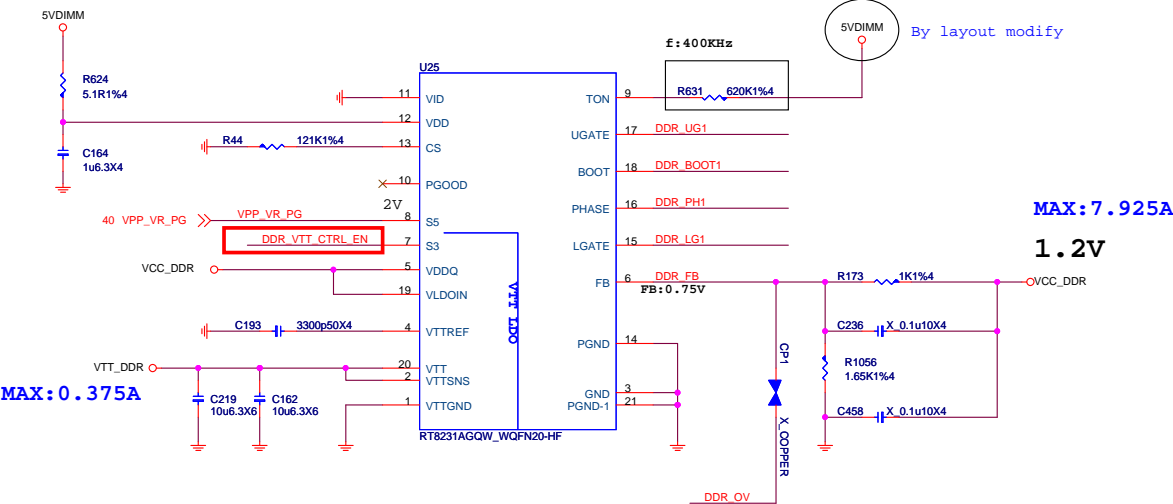 5VDIMM
R624
5.1R1%4
C164
1u6.3X4
U25
11 VID
12 VDD
R44 121K1%4 13 CS
10 PGOOD
2V
40 VPP_VR_PG VPP_VR_PG 8 S5
DDR_VTT_CTRL_EN 7 S3
VCC_DDR 5 VDDQ
19 VLDOIN
C193 3300p50X4 4 VTTREF
VTT_DDR 20 VTT
2 VTTSNS
MAX:0.375A
C219
10u6.3X6
C162
10u6.3X6
1 VTTGND
VTT LDO
RT8231AGQW_WQFN20-HF
f:400KHz
5VDIMM
By layout modify
TON 9 R631 620K1%4
UGATE 17 DDR_UG1
BOOT 18 DDR_BOOT1
PHASE 16 DDR_PH1
LGATE 15 DDR_LG1
FB 6 DDR_FB
FB:0.75V
PGND 14
GND 3
PGND-1 21
MAX:7.925A
1.2V
R173 1K1%4 VCC_DDR
C236 X_0.1u10X4
R1056
1.65K1%4
C458 X_0.1u10X4
CP1
X_COPPER
DDR_OV